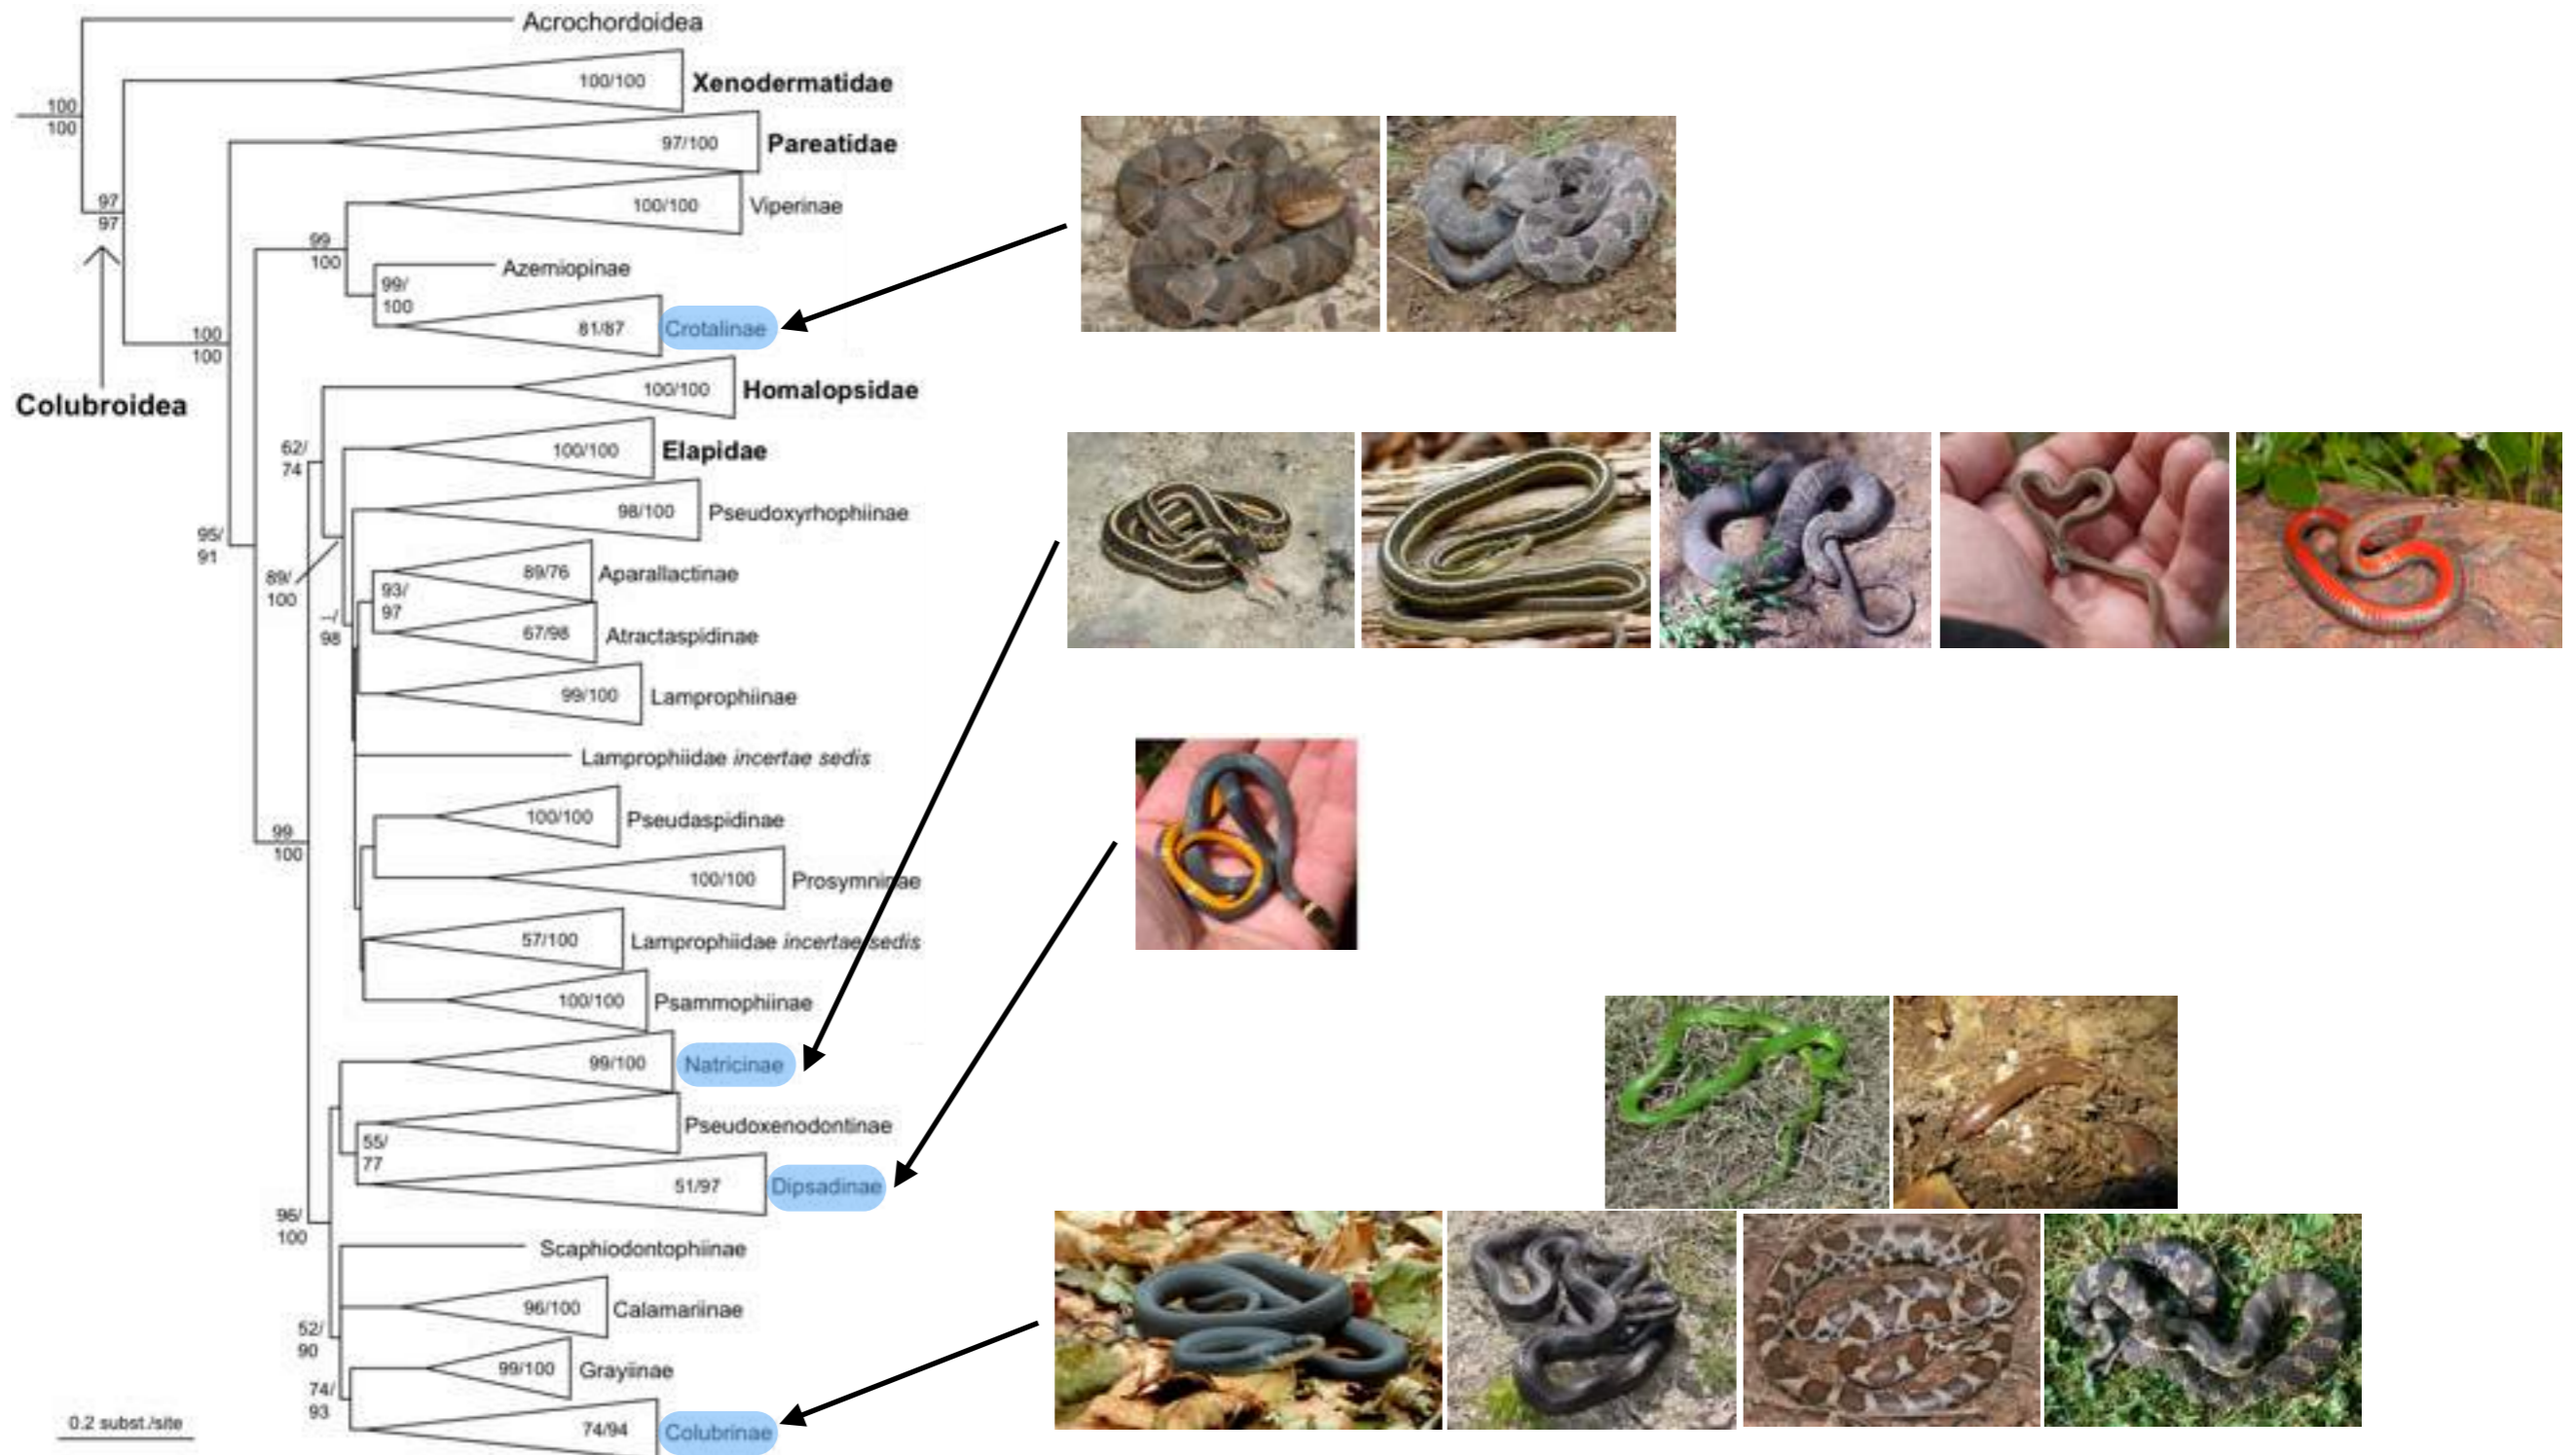 Acrochordoidea
100/100 Xenodermatidae
100
100
97/100 Pareatidae
97
97
100/100 Viperinae
99
100
Azemiopinae
99/
100
81/87 Crotalinae
100
100
100/100 Homalopsidae
Colubroidea
62/
74
100/100 Elapidae
98/100 Pseudoxyrhophiinae
95/
91
89/
100
89/76 Aparallactinae
93/
97
--/
98
67/98 Atractaspidinae
99/100 Lamprophiinae
Lamprophiidae incertae sedis
100/100 Pseudaspidinae
99
100
100/100 Prosymninae
57/100 Lamprophiidae incertae sedis
100/100 Psammophiinae
99/100 Natricinae
Pseudoxenodontinae
55/
77
51/97 Dipsadinae
96/
100
Scaphiodontophiinae
96/100 Calamariinae
52/
90
99/100 Grayiinae
74/
93
0.2 subst./site
74/94 Colubrinae